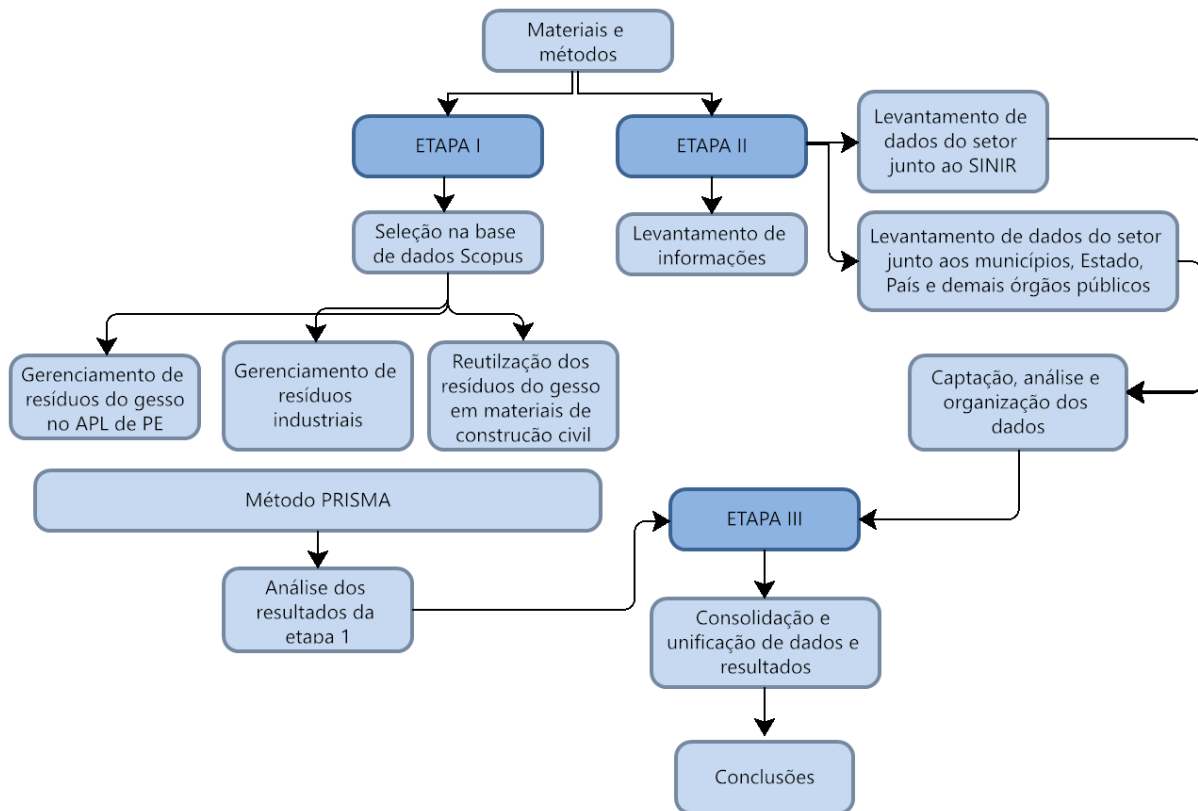 Materiais e
métodos
ETAPA I
ETAPA II
Levantamento de
dados do setor
junto ao SINIR
Seleção na base
de dados Scopus
Levantamento de
informações
Levantamento de dados do setor
junto aos municípios, Estado,
País e demais órgãos públicos
Gerenciamento de
resíduos do gesso
no APL de PE
Gerenciamento de
resíduos
industriais
Reutilzação dos
resíduos do gesso
em materiais de
construcão civil
Captação, análise e
organização dos
dados
Método PRISMA
ETAPA III
Análise dos
resultados da
etapa 1
Consolidação e
unificação de dados e
resultados
Conclusões